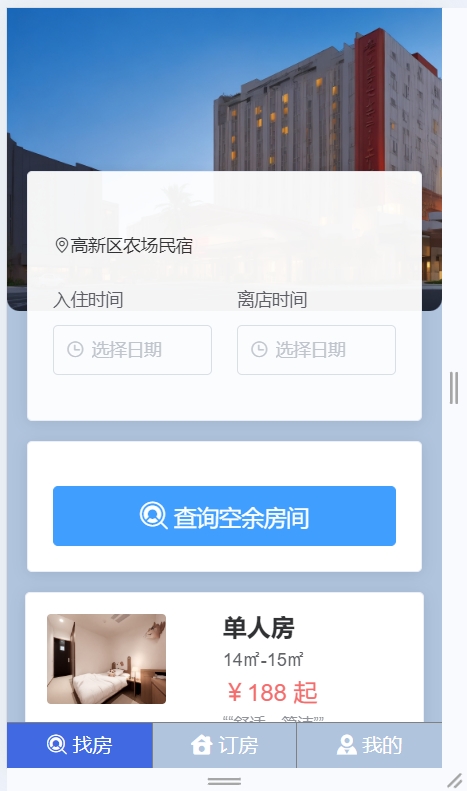 高新区农场民宿
入住时间 离店时间
选择日期 选择日期
查询空余房间
单人房
14㎡-15㎡
￥188 起
找房 订房 我的